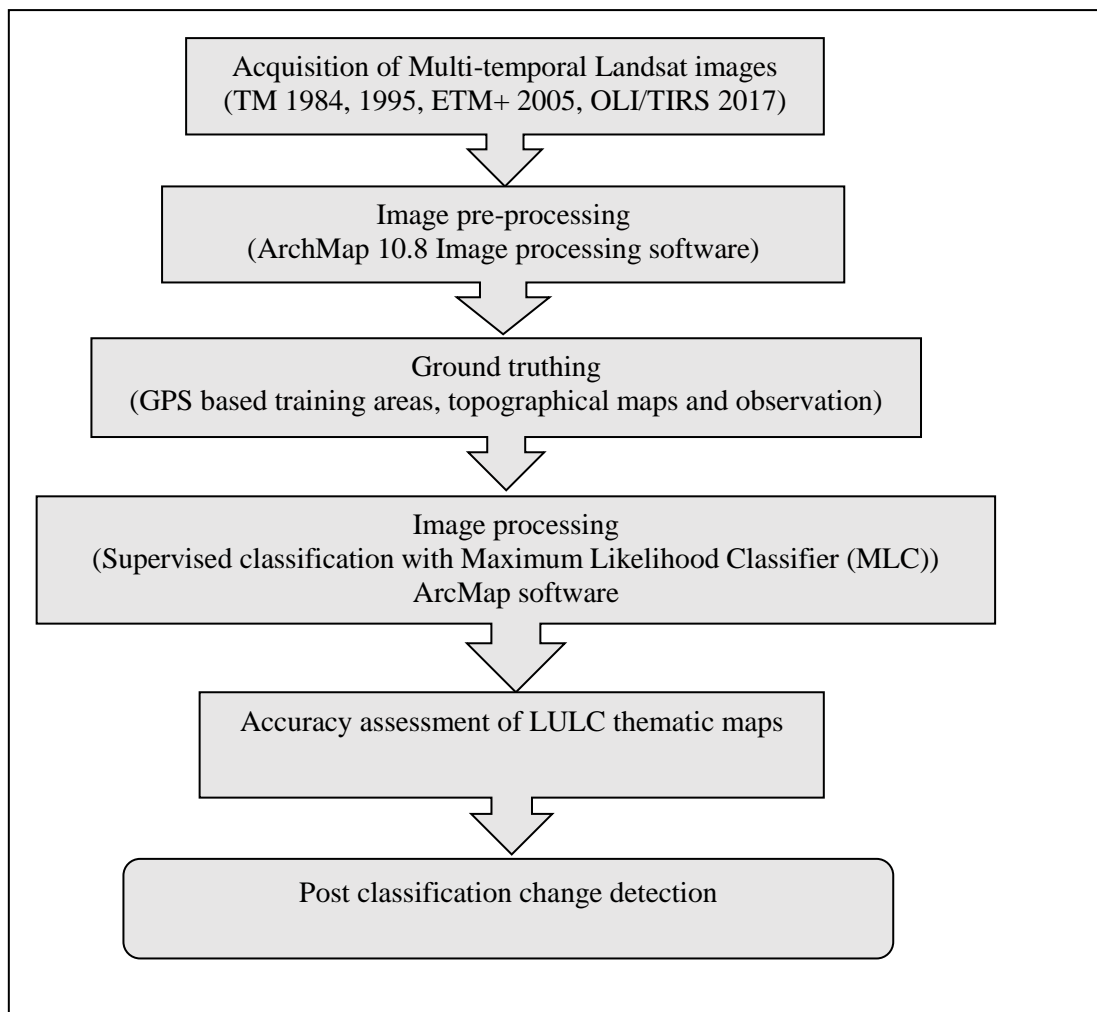 Acquisition of Multi-temporal Landsat images
(TM 1984, 1995, ETM+ 2005, OLI/TIRS 2017)
Image pre-processing
(ArchMap 10.8 Image processing software)
Ground truthing
(GPS based training areas, topographical maps and observation)
Image processing
(Supervised classification with Maximum Likelihood Classifier (MLC))
ArcMap software
Accuracy assessment of LULC thematic maps
Post classification change detection